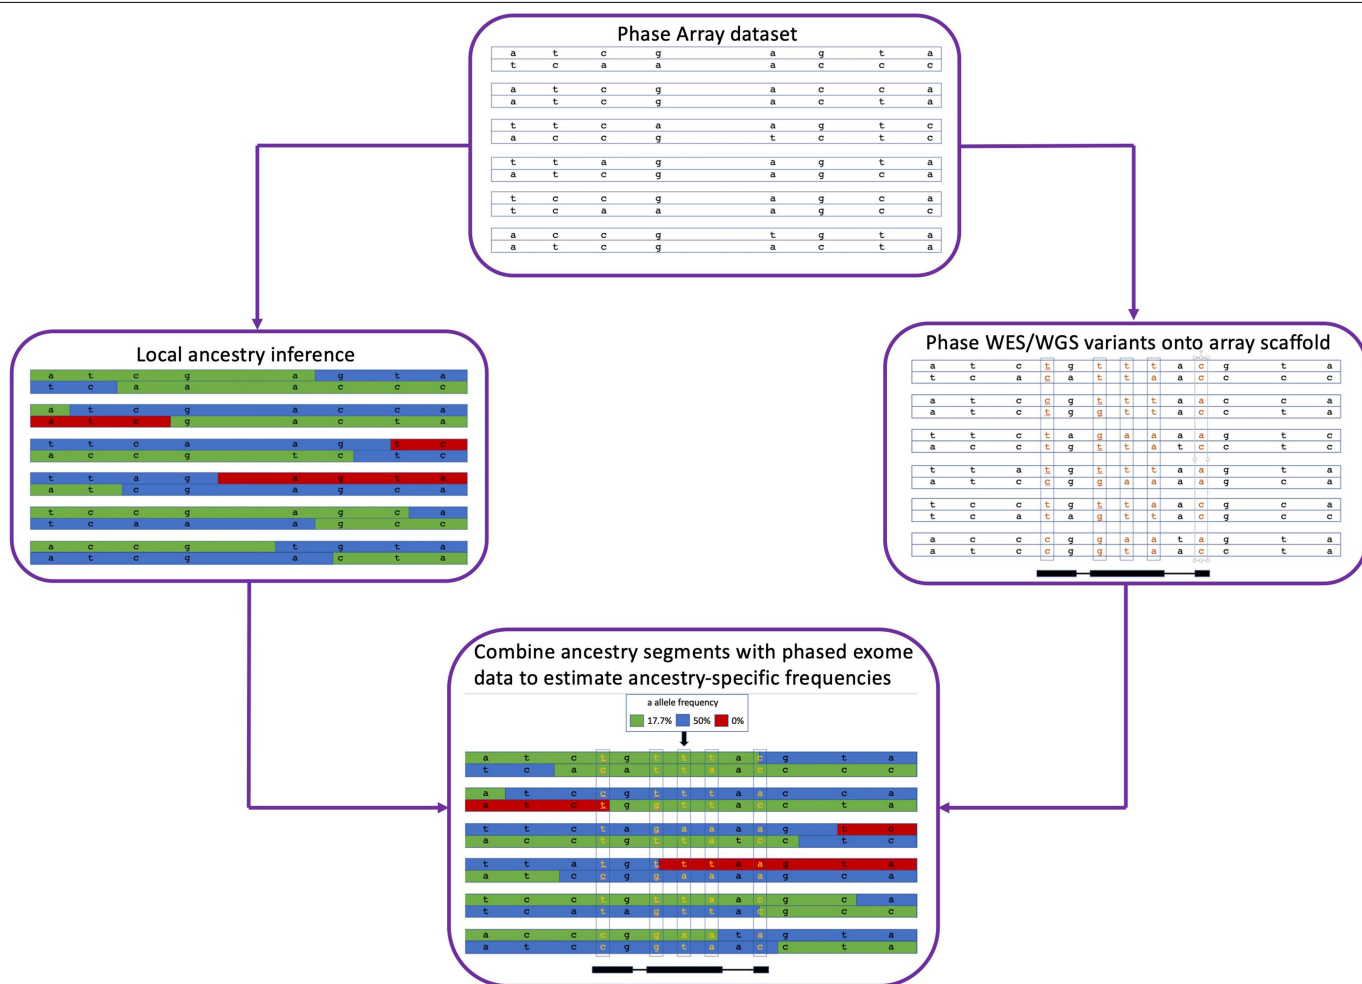 Phase Array dataset
a t c g a g t a
t c a a a c c c
a t c g a c c a
a t c g a c t a
t t c a a g t c
a c c g t c t c
t t a g a g t a
a t c g a g c a
t c c g a g c a
t c a a a g c c
a c c g t g t a
a t c g a c t a
Local ancestry inference
a t c g a g t a
t c a a a c c c
a t c g a c c a
a t c g a c t a
t t c a a g t c
a c c g t c t c
t t a g a g t a
a t c g a g c a
t c c g a g c a
t c a a a g c c
a c c g t g t a
a t c g a c t a
Phase WES/WGS variants onto array scaffold
a t c t g t t t a c g t a
t c a c a t t a a c c c c
a t c c g t t t a a c c a
a t c t g g t t a c c t a
t t c t a g a a a a g t c
a c c t g t t a t c c t c
t t a t g t t t a a g t a
a t c c g g a a a a g c a
t c c t g t t a a c g c a
t c a t a g t t a c g c c
a c c c g g a a t a g t a
a t c c g g t a a c c t a
Combine ancestry segments with phased exome
data to estimate ancestry-specific frequencies
a allele frequency
17.7% 50% 0%
a t c t g t t t a c g t a
t c a c a t t a a c c c c
a t c c g t t t a a c c a
a t c t g g t t a c c t a
t t c t a g a a a a g t c
a c c t g t t a t c c t c
t t a t g t t t a a g t a
a t c c g g a a a a g c a
t c c t g t t a a c g c a
t c a t a g t t a c g c c
a c c c g g a a t a g t a
a t c c g g t a a c c t a